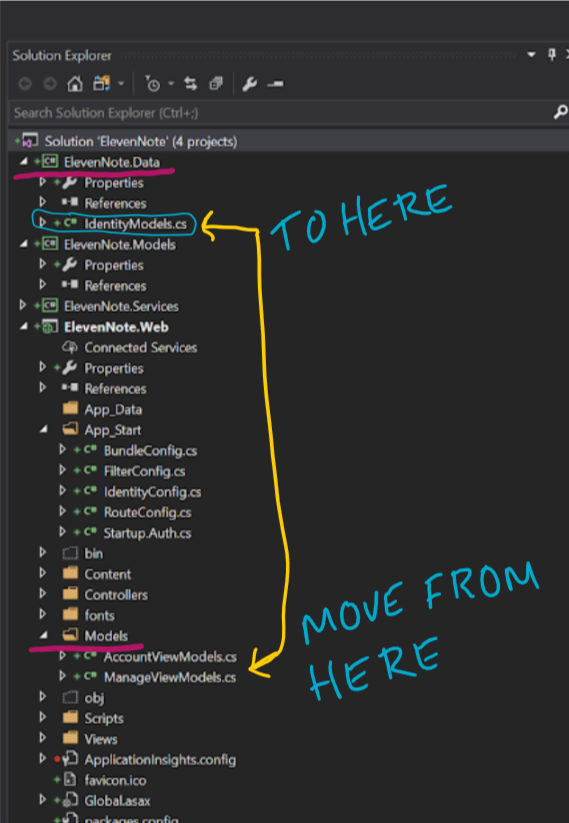 Solution Explorer
Search Solution Explorer (Ctrl+;)
Solution 'ElevenNote' (4 projects)
ElevenNote.Data
Properties
References
IdentityModels.cs
TO HERE
ElevenNote.Models
Properties
References
ElevenNote.Services
ElevenNote.Web
Connected Services
Properties
References
App_Data
App_Start
BundleConfig.cs
FilterConfig.cs
IdentityConfig.cs
RouteConfig.cs
Startup.Auth.cs
bin
Content
Controllers
fonts
MOVE FROM
HERE
Models
AccountViewModels.cs
ManageViewModels.cs
obj
Scripts
Views
ApplicationInsights.config
favicon.ico
Global.asax
packages.config